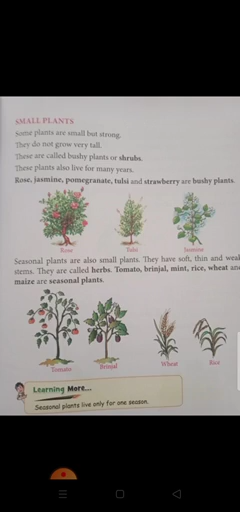 SMALL PLANTS
Some plants are small but strong.
They do not grow very tall.
These are called bushy plants or shrubs.
These plants also live for many years.
Rose, jasmine, pomegranate, tulsi and strawberry are bushy plants.
Rose
Tulsi
Jasmine
Seasonal plants are also small plants. They have soft, thin and weak
stems. They are called herbs. Tomato, brinjal, mint, rice, wheat and
maize are seasonal plants.
Tomato
Brinjal
Wheat
Rice
Learning More...
Seasonal plants live only for one season.